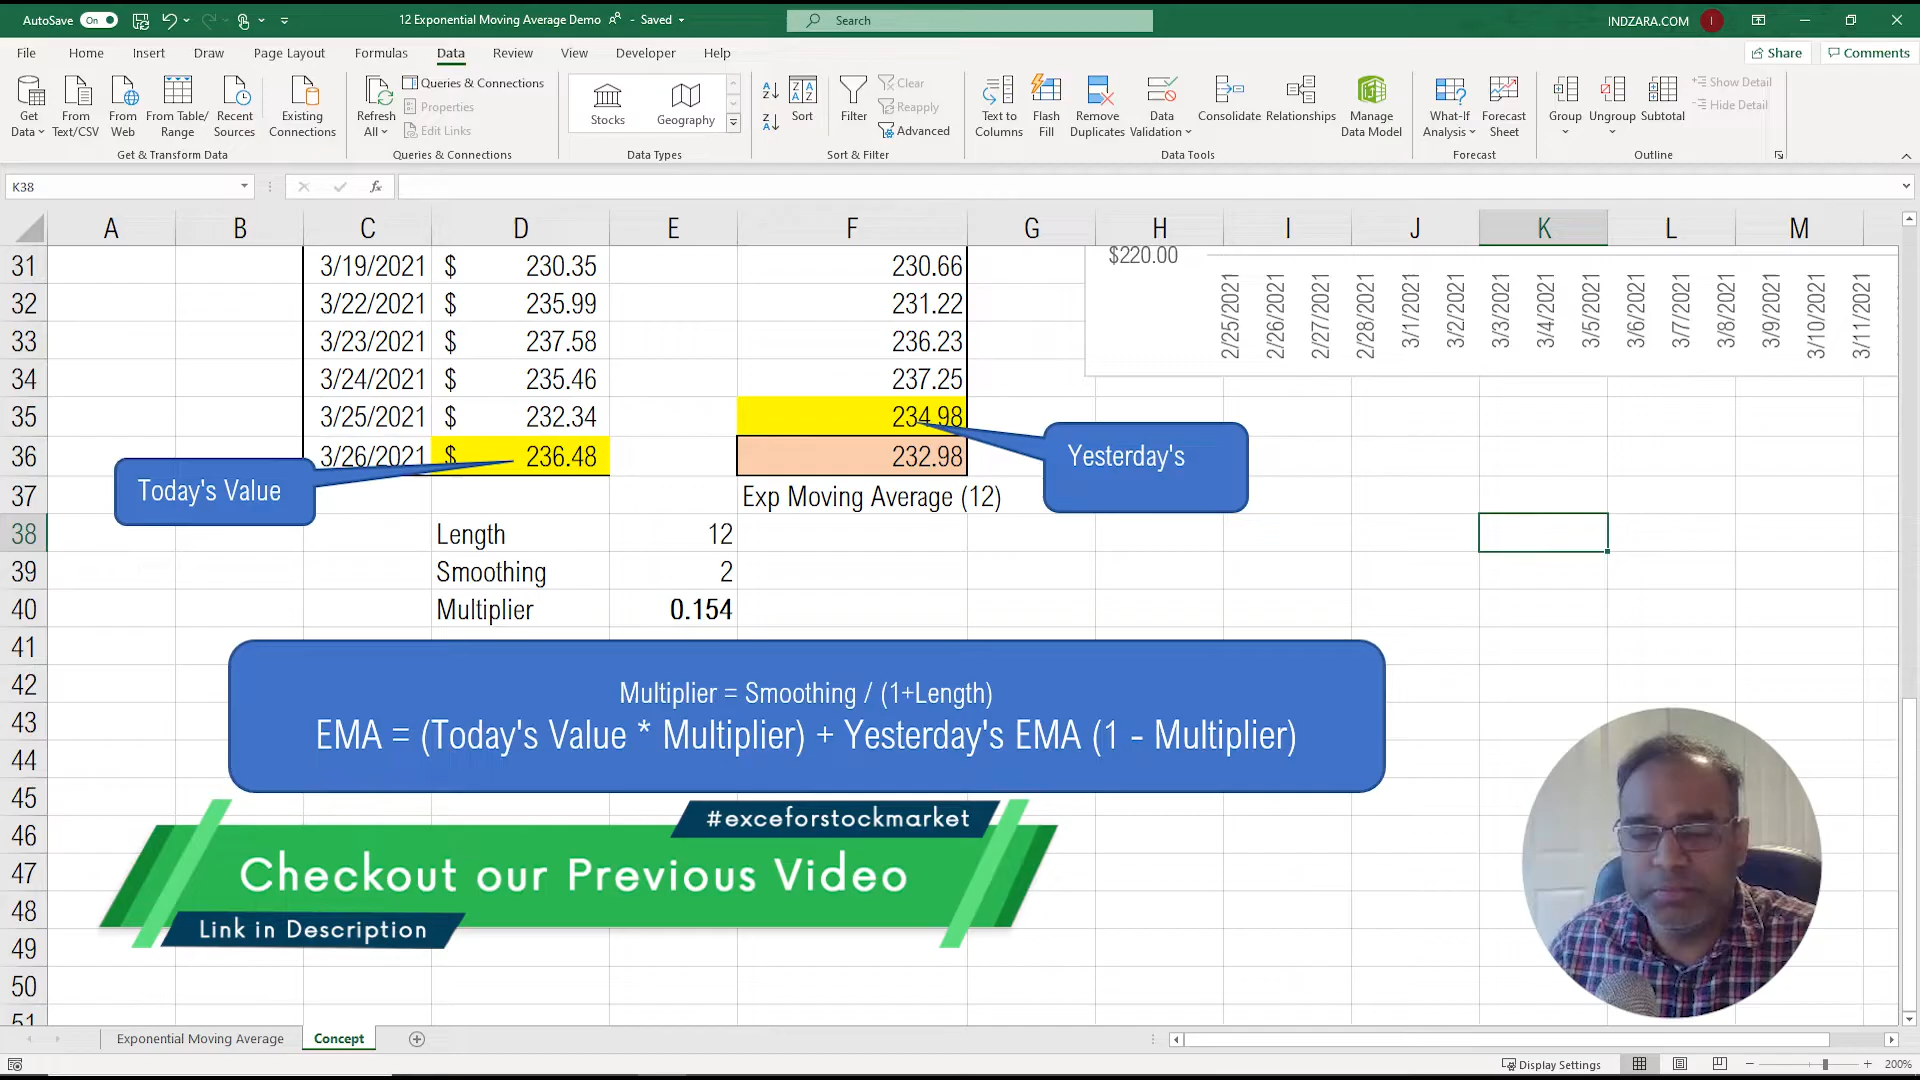 AutoSave On 12 Exponential Moving Average Demo - Saved Search INDZARA.COM I
File Home Insert Draw Page Layout Formulas Data Review View Developer Help Share Comments
Get Data From Text/CSV From Web From Table/ Range Recent Sources Existing Connections
Get & Transform Data
Refresh All Queries & Connections Properties Edit Links
Queries & Connections
Stocks Geography
Data Types
Sort Filter Clear Reapply Advanced
Sort & Filter
Text to Columns Flash Fill Remove Duplicates Data Validation Consolidate Relationships Manage Data Model
Data Tools
What-If Analysis Forecast Sheet
Forecast
Group Ungroup Subtotal Show Detail Hide Detail
Outline
K38 fx
A B C D E F G H I J K L M
31 3/19/2021 $ 230.35 230.66
32 3/22/2021 $ 235.99 231.22
33 3/23/2021 $ 237.58 236.23
34 3/24/2021 $ 235.46 237.25
35 3/25/2021 $ 232.34 234.98
36 3/26/2021 $ 236.48 232.98
37 Exp Moving Average (12)
38 Length 12
39 Smoothing 2
40 Multiplier 0.154
41
42
43
44
45
46
47
48
49
50
51
$220.00
2/25/2021 2/26/2021 2/27/2021 2/28/2021 3/1/2021 3/2/2021 3/3/2021 3/4/2021 3/5/2021 3/6/2021 3/7/2021 3/8/2021 3/9/2021 3/10/2021 3/11/2021
Today's Value
Yesterday's
Multiplier = Smoothing / (1+Length)
EMA = (Today's Value * Multiplier) + Yesterday's EMA (1 - Multiplier)
#exceforstockmarket
Checkout our Previous Video
Link in Description
Exponential Moving Average Concept
Display Settings 200%